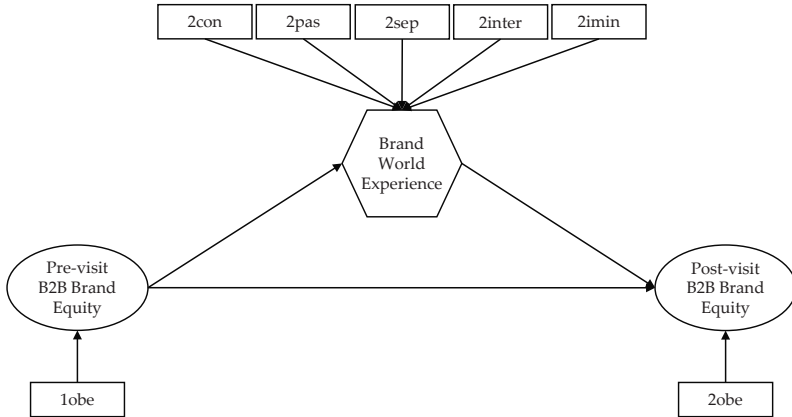 2con
2pas
2sep
2inter
2imin
Brand
World
Experience
Pre-visit
B2B Brand
Equity
Post-visit
B2B Brand
Equity
1obe
2obe